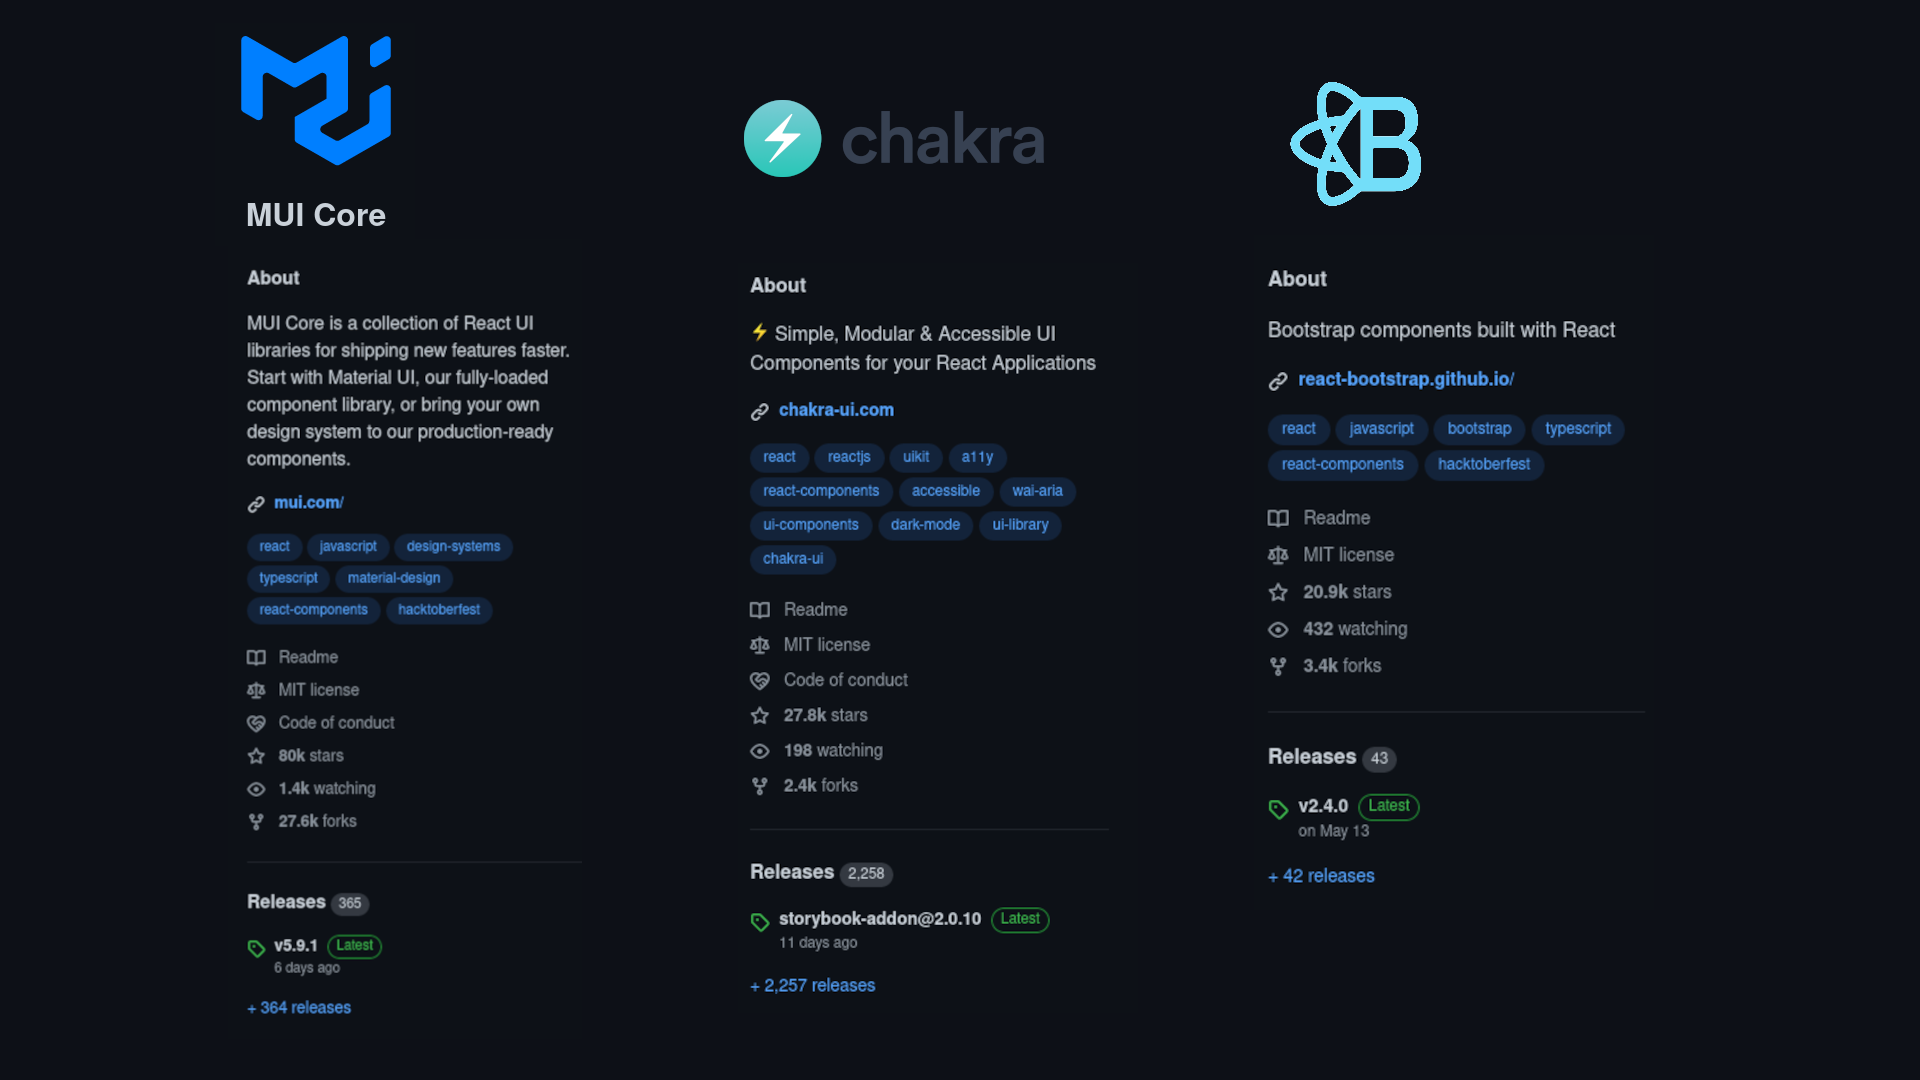 MUI Core
About
MUI Core is a collection of React UI
libraries for shipping new features faster.
Start with Material UI, our fully-loaded
component library, or bring your own
design system to our production-ready
components.
mui.com/
react javascript design-systems
typescript material-design
react-components hacktoberfest
Readme
MIT license
Code of conduct
80k stars
1.4k watching
27.6k forks
Releases 365
v5.9.1 Latest
6 days ago
+ 364 releases
chakra
About
⚡ Simple, Modular & Accessible UI
Components for your React Applications
chakra-ui.com
react reactjs uikit a11y
react-components accessible wai-aria
ui-components dark-mode ui-library
chakra-ui
Readme
MIT license
Code of conduct
27.8k stars
198 watching
2.4k forks
Releases 2,258
storybook-addon@2.0.10 Latest
11 days ago
+ 2,257 releases
B
About
Bootstrap components built with React
react-bootstrap.github.io/
react javascript bootstrap typescript
react-components hacktoberfest
Readme
MIT license
20.9k stars
432 watching
3.4k forks
Releases 43
v2.4.0 Latest
on May 13
+ 42 releases